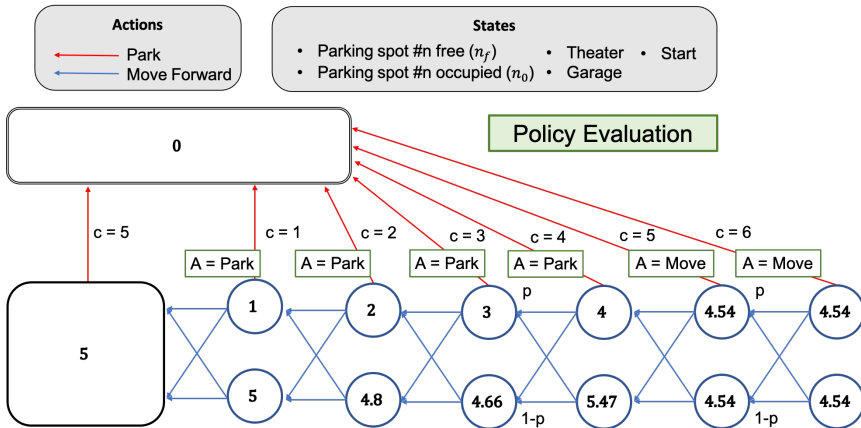 Actions
Park
Move Forward
States
• Parking spot #n free (n_f)
• Parking spot #n occupied (n_0)
• Theater
• Garage
• Start
0
Policy Evaluation
c = 5
c = 1
c = 2
c = 3
c = 4
c = 5
c = 6
A = Park
A = Park
A = Park
A = Park
A = Move
A = Move
p
p
1
2
3
4
4.54
4.54
5
5
4.8
4.66
5.47
4.54
4.54
1-p
1-p